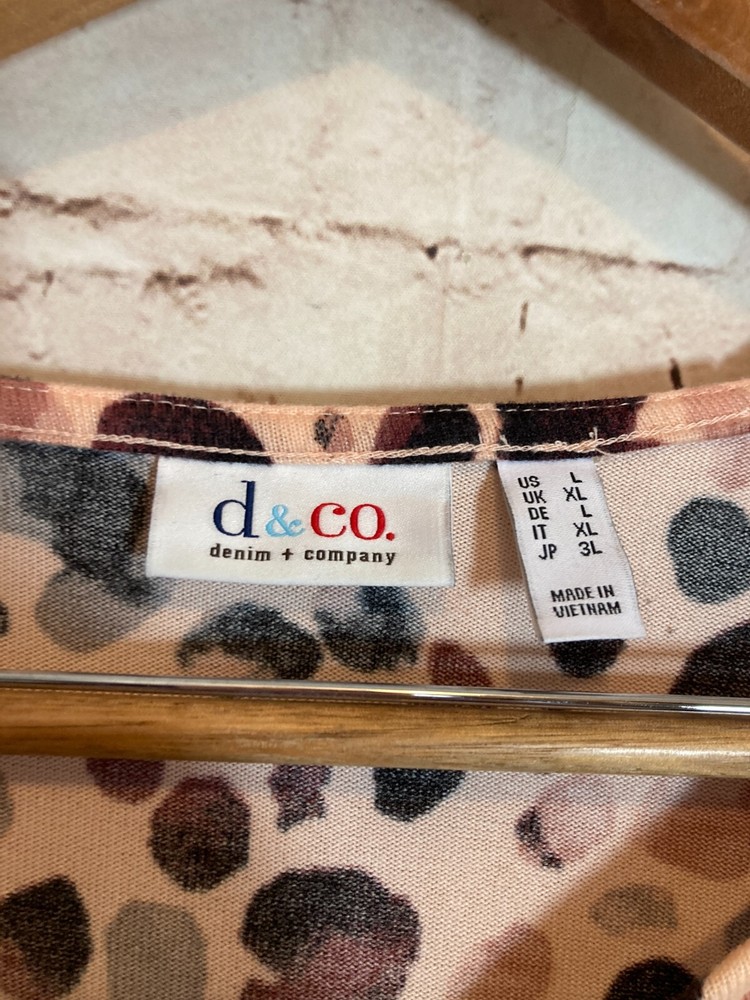 d&co.
denim + company
US L
UK XL
DE L
IT XL
JP 3L
MADE IN
VIETNAM